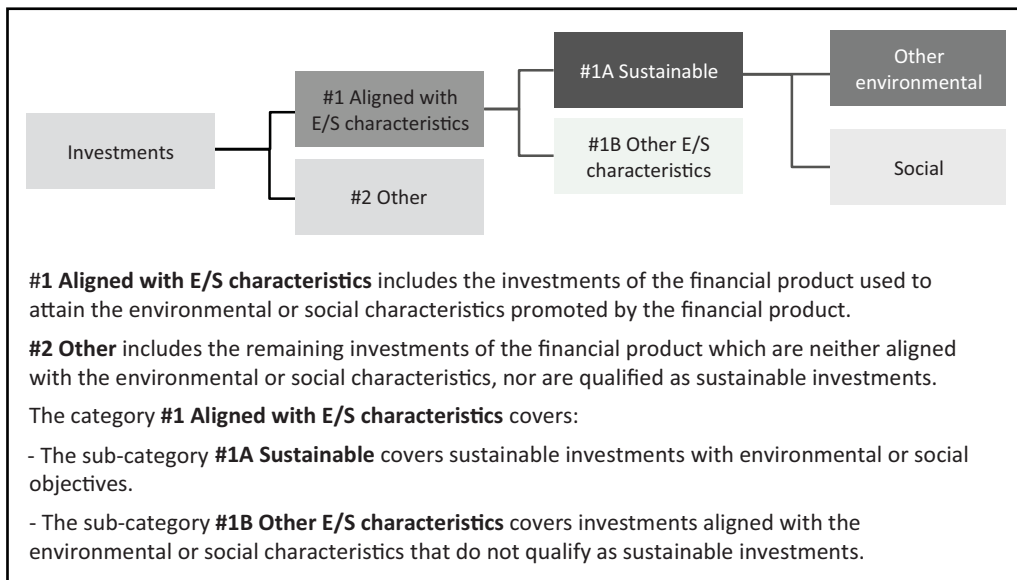 Investments
#1 Aligned with
E/S characteristics
#2 Other
#1A Sustainable
#1B Other E/S
characteristics
Other
environmental
Social
#1 Aligned with E/S characteristics includes the investments of the financial product used to
attain the environmental or social characteristics promoted by the financial product.
#2 Other includes the remaining investments of the financial product which are neither aligned
with the environmental or social characteristics, nor are qualified as sustainable investments.
The category #1 Aligned with E/S characteristics covers:
- The sub-category #1A Sustainable covers sustainable investments with environmental or social
objectives.
- The sub-category #1B Other E/S characteristics covers investments aligned with the
environmental or social characteristics that do not qualify as sustainable investments.